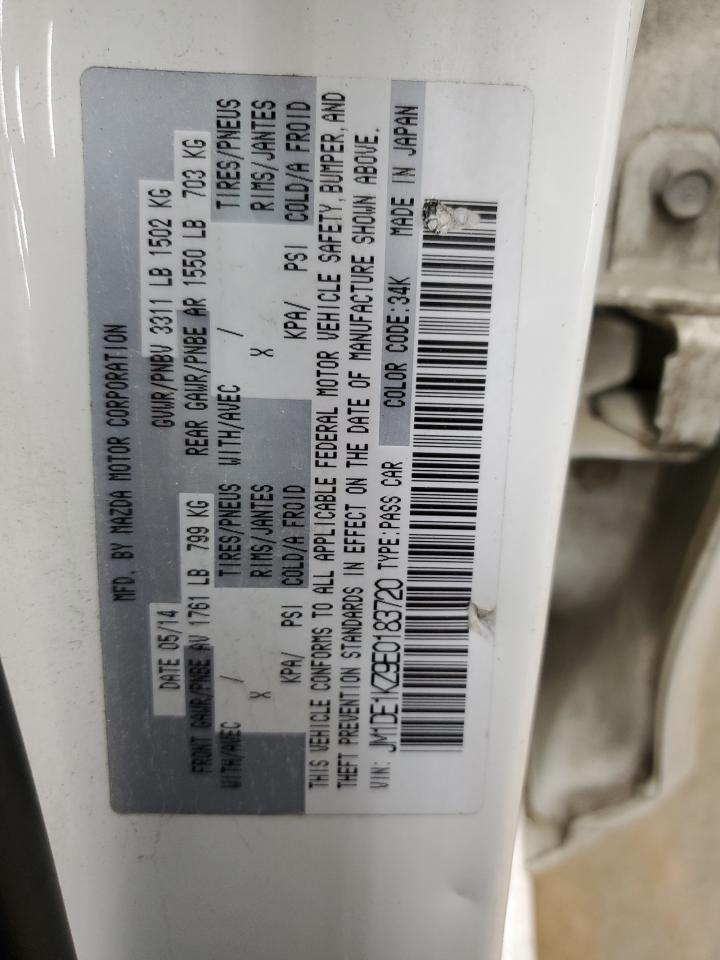 MFD. BY MAZDA MOTOR CORPORATION
DATE 05/14 GVWR/PNBV 3311 LB 1502 KG
FRONT GAWR/PNBE AV 1761 LB 799 KG REAR GAWR/PNBE AR 1550 LB 703 KG
WITH/AVEC / TIRES/PNEUS WITH/AVEC / TIRES/PNEUS
X RIMS/JANTES X RIMS/JANTES
KPA/ PSI COLD/A FROID KPA/ PSI COLD/A FROID
THIS VEHICLE CONFORMS TO ALL APPLICABLE FEDERAL MOTOR VEHICLE SAFETY, BUMPER, AND
THEFT PREVENTION STANDARDS IN EFFECT ON THE DATE OF MANUFACTURE SHOWN ABOVE.
VIN: JM1DE1KZ9E0183720 TYPE: PASS CAR COLOR CODE: 34K MADE IN JAPAN